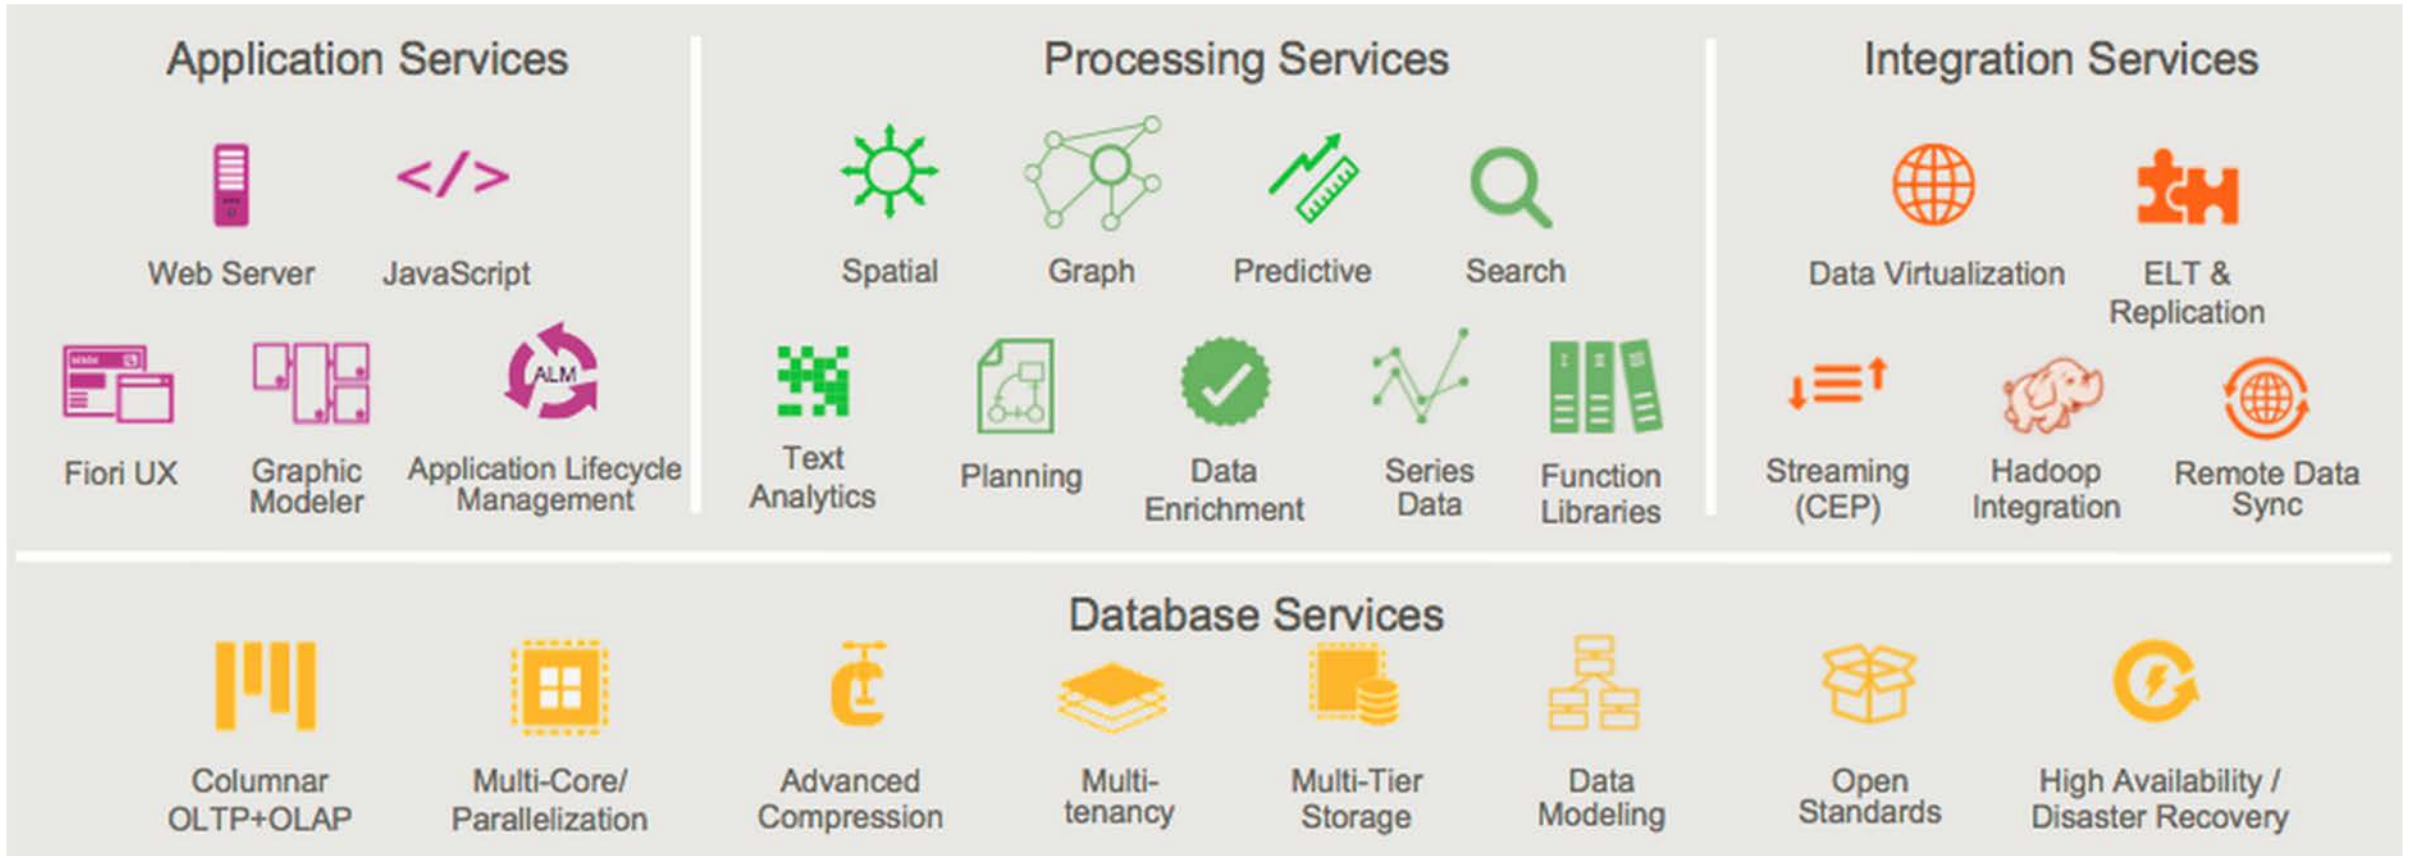 Application Services
Processing Services
Integration Services
</>
Web Server
JavaScript
Spatial
Graph
Predictive
Search
Data Virtualization
ELT &
Replication
ALM
Fiori UX
Graphic
Modeler
Application Lifecycle
Management
Text
Analytics
Planning
Data
Enrichment
Series
Data
Function
Libraries
Streaming
(CEP)
Hadoop
Integration
Remote Data
Sync
Database Services
Columnar
OLTP+OLAP
Multi-Core/
Parallelization
Advanced
Compression
Multi-
tenancy
Multi-Tier
Storage
Data
Modeling
Open
Standards
High Availability /
Disaster Recovery